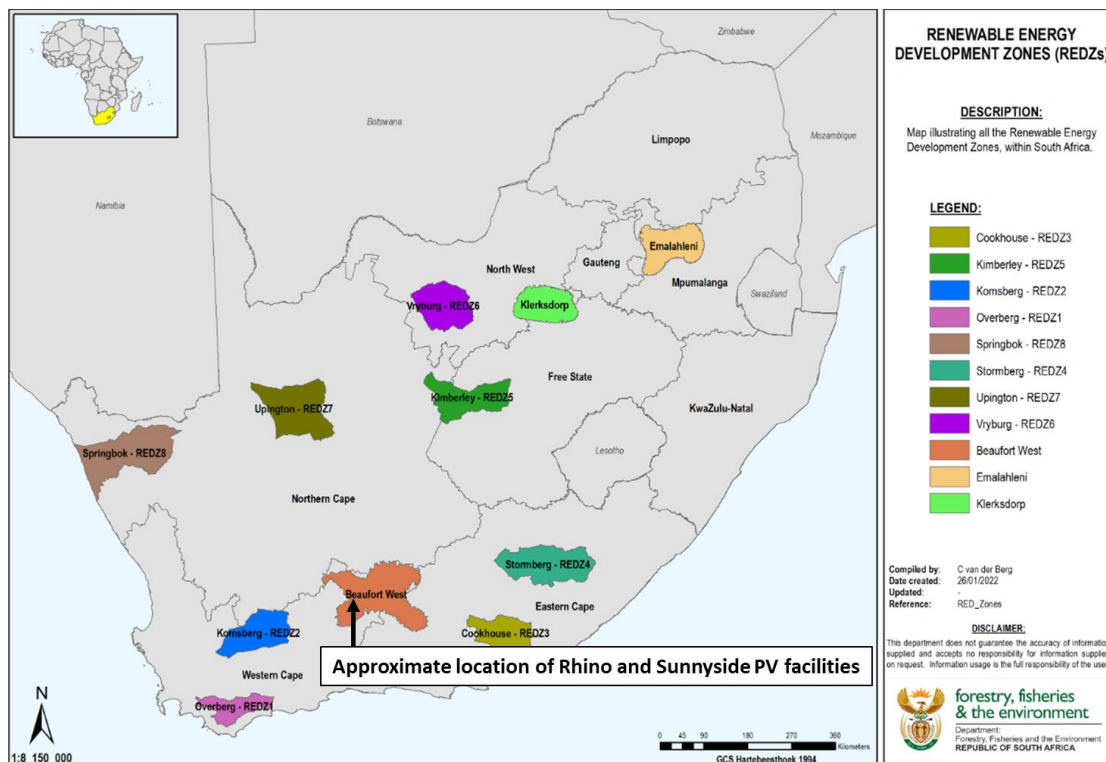 Zimbabwe
Botswana
Mozambique
Namibia
Limpopo
Emalahleni
Gauteng
North West
Mpumalanga
Swaziland
Vryburg - REDZ6
Klerksdorp
Free State
Kimberley - REDZ5
Upington - REDZ7
KwaZulu-Natal
Springbok - REDZ8
Lesotho
Northern Cape
Stormberg - REDZ4
Beaufort West
Eastern Cape
Komsberg - REDZ2
Cookhouse - REDZ3
Approximate location of Rhino and Sunnyside PV facilities
Western Cape
Overberg - REDZ1
N
1:8 150 000
0 45 90 180 270 360
Kilometers
GCS Hartebeesthoek 1994
RENEWABLE ENERGY
DEVELOPMENT ZONES (REDZs)
DESCRIPTION:
Map illustrating all the Renewable Energy
Development Zones, within South Africa.
LEGEND:
Cookhouse - REDZ3
Kimberley - REDZ5
Komsberg - REDZ2
Overberg - REDZ1
Springbok - REDZ8
Stormberg - REDZ4
Upington - REDZ7
Vryburg - REDZ6
Beaufort West
Emalahleni
Klerksdorp
Compiled by: C van der Berg
Date created: 26/01/2022
Updated: -
Reference: RED_Zones
DISCLAIMER:
This department does not guarantee the accuracy of informatio
supplied and accepts no responsibility for information supplie
on request. Information usage is the full responsibility of the use
forestry, fisheries
& the environment
Department:
Forestry, Fisheries and the Environment
REPUBLIC OF SOUTH AFRICA